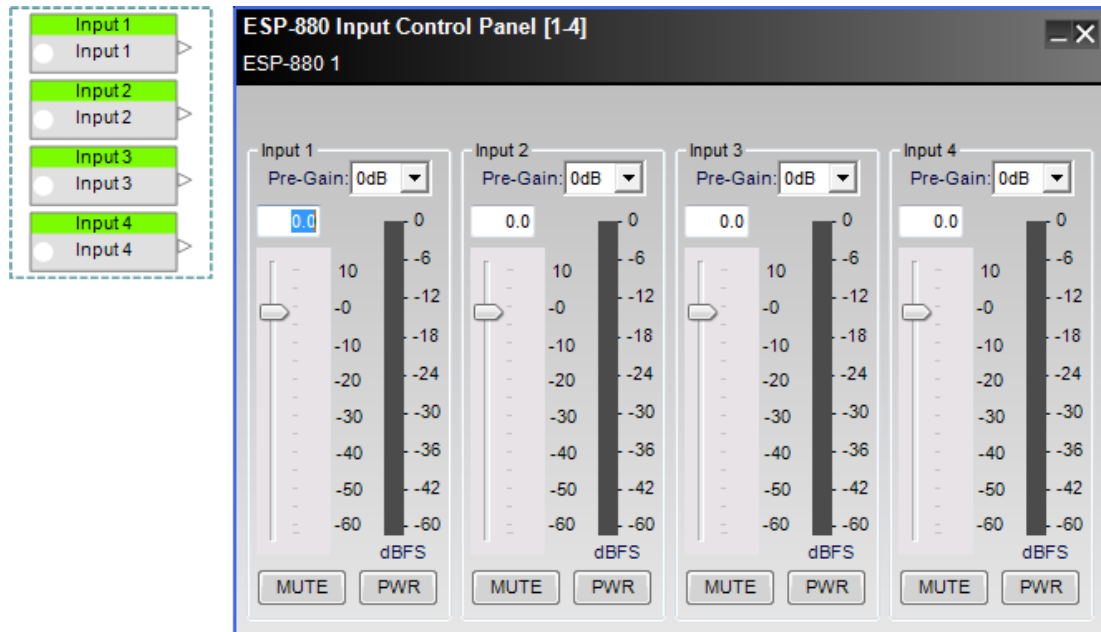 Input 1
Input 1
Input 2
Input 2
Input 3
Input 3
Input 4
Input 4
ESP-880 Input Control Panel [1-4]
ESP-880 1
Input 1
Pre-Gain: 0dB
0.0
0
-6
10
-12
-0
-18
-10
-24
-20
-30
-30
-36
-40
-42
-50
-60
-60
dBFS
MUTE PWR
Input 2
Pre-Gain: 0dB
0.0
0
-6
10
-12
-0
-18
-10
-24
-20
-30
-30
-36
-40
-42
-50
-60
-60
dBFS
MUTE PWR
Input 3
Pre-Gain: 0dB
0.0
0
-6
10
-12
-0
-18
-10
-24
-20
-30
-30
-36
-40
-42
-50
-60
-60
dBFS
MUTE PWR
Input 4
Pre-Gain: 0dB
0.0
0
-6
10
-12
-0
-18
-10
-24
-20
-30
-30
-36
-40
-42
-50
-60
-60
dBFS
MUTE PWR